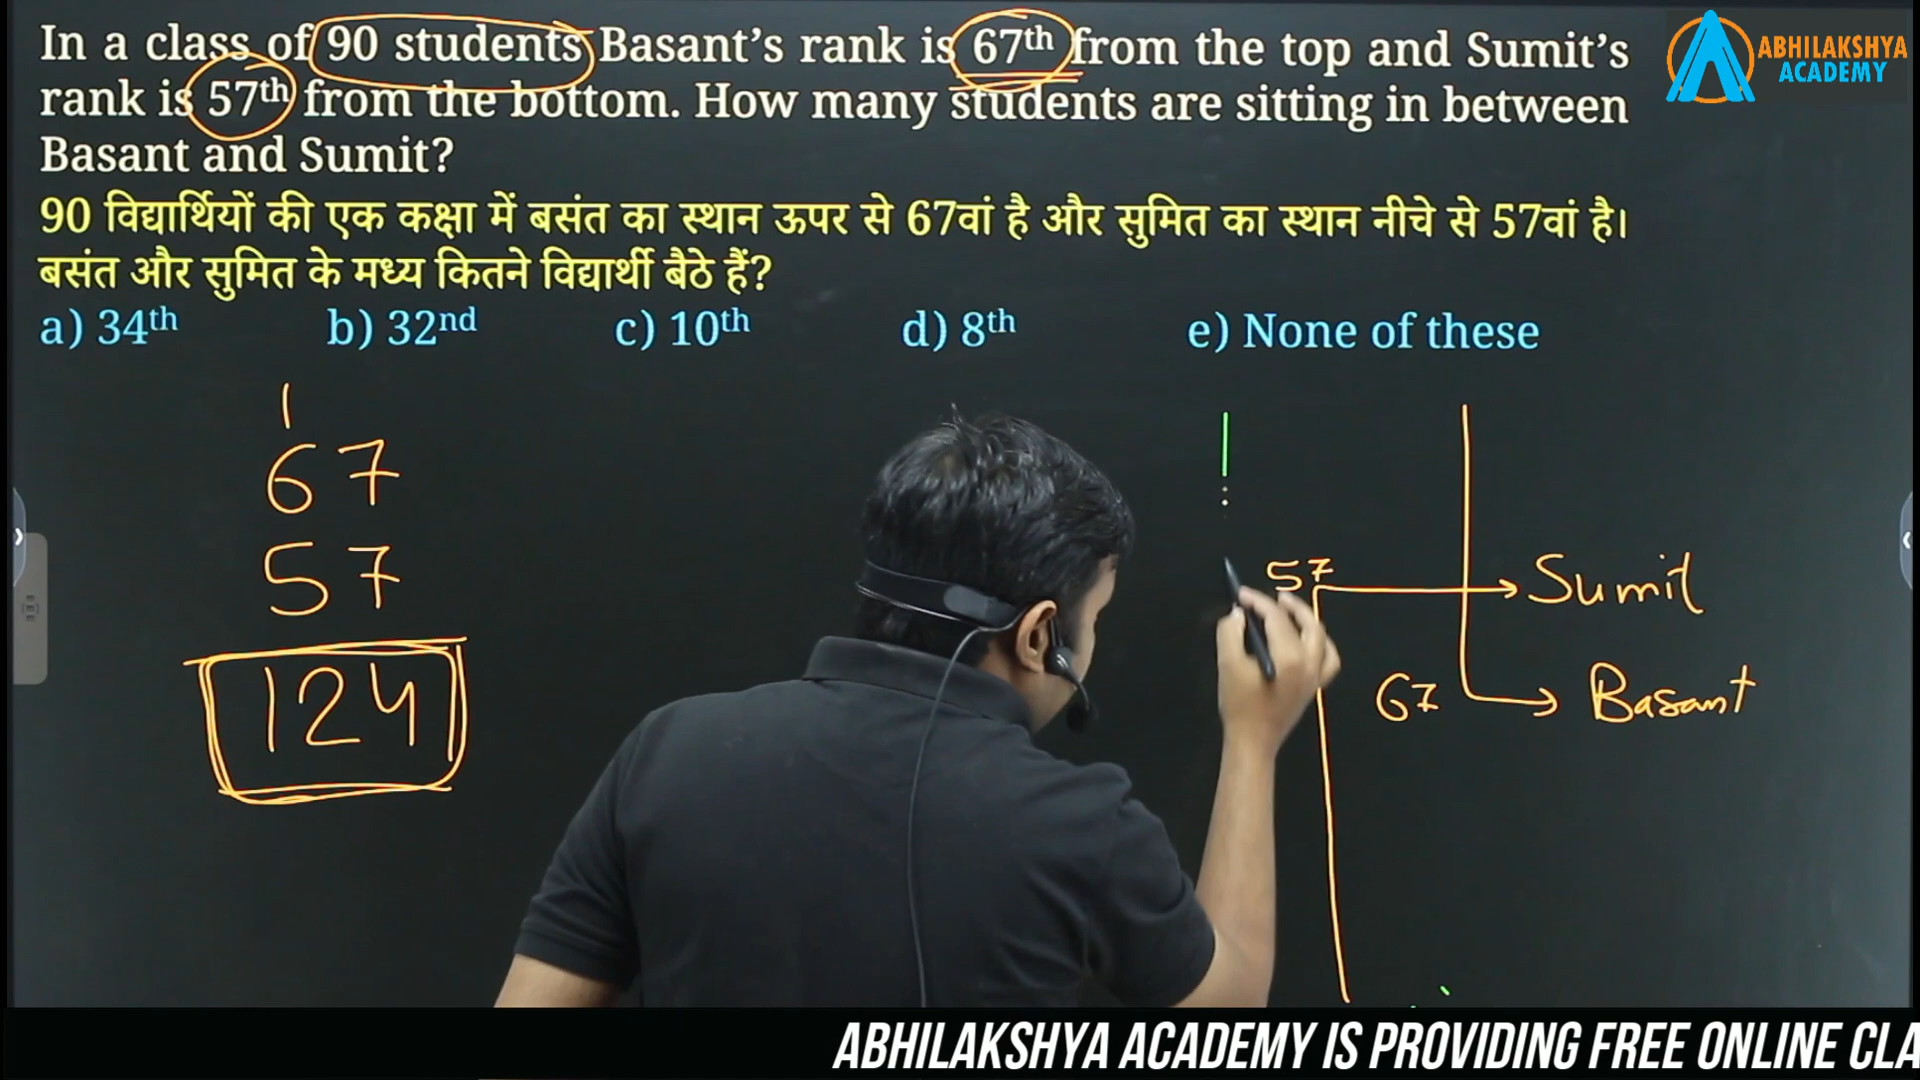 In a class of 90 students Basant's rank is 67th from the top and Sumit's
rank is 57th from the bottom. How many students are sitting in between
Basant and Sumit?
90 विद्यार्थियों की एक कक्षा में बसंत का स्थान ऊपर से 67वां है और सुमित का स्थान नीचे से 57वां है।
बसंत और सुमित के मध्य कितने विद्यार्थी बैठे हैं?
a) 34th b) 32nd c) 10th d) 8th e) None of these
ABHILAKSHYA
ACADEMY
1
67
57
124
57 Sumit
67 Basant
ABHILAKSHYA ACADEMY IS PROVIDING FREE ONLINE CLA